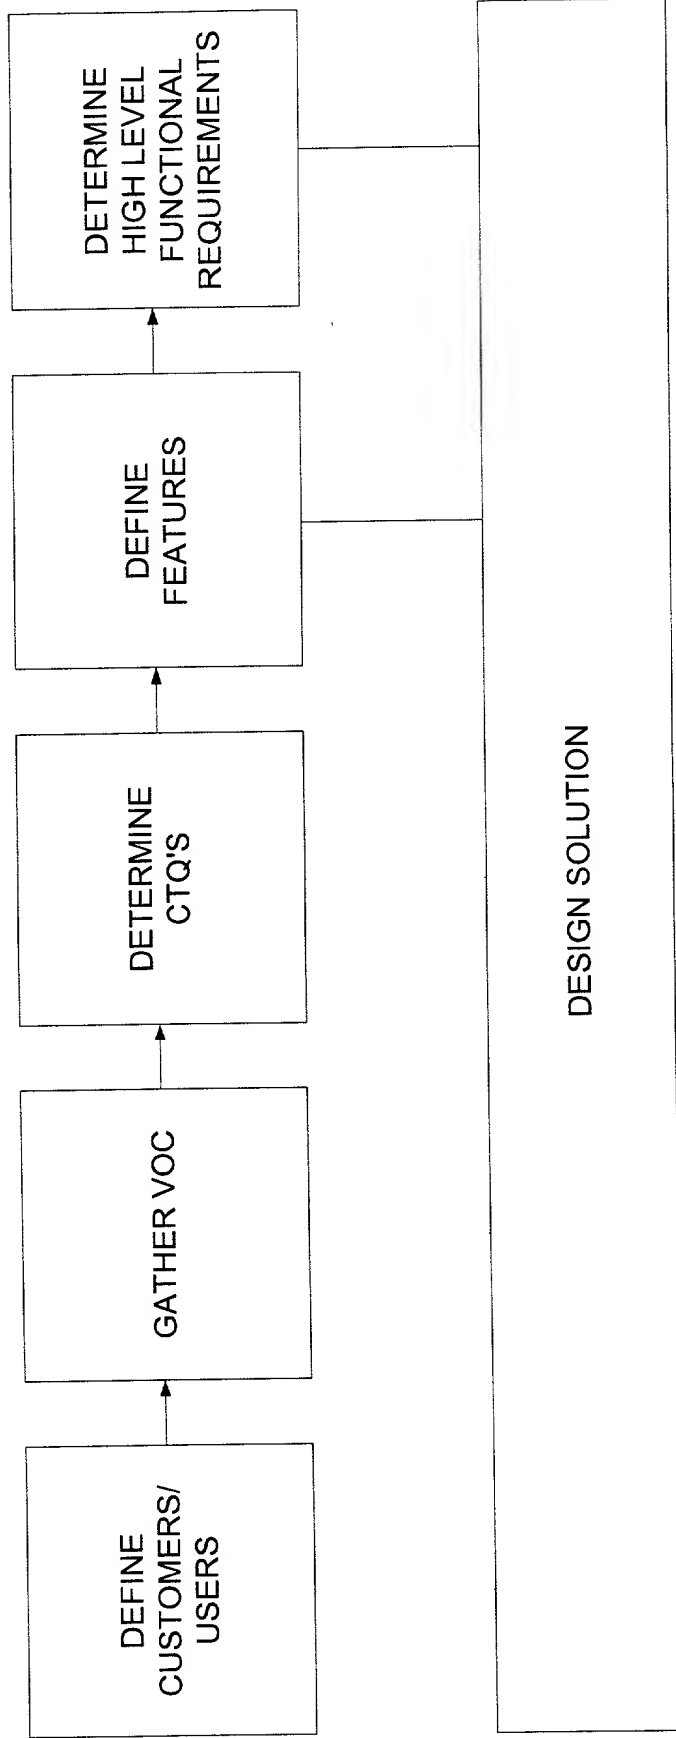 DEFINE
CUSTOMERS/
USERS
GATHER VOC
DETERMINE
CTQ'S
DEFINE
FEATURES
DETERMINE
HIGH LEVEL
FUNCTIONAL
REQUIREMENTS
DESIGN SOLUTION